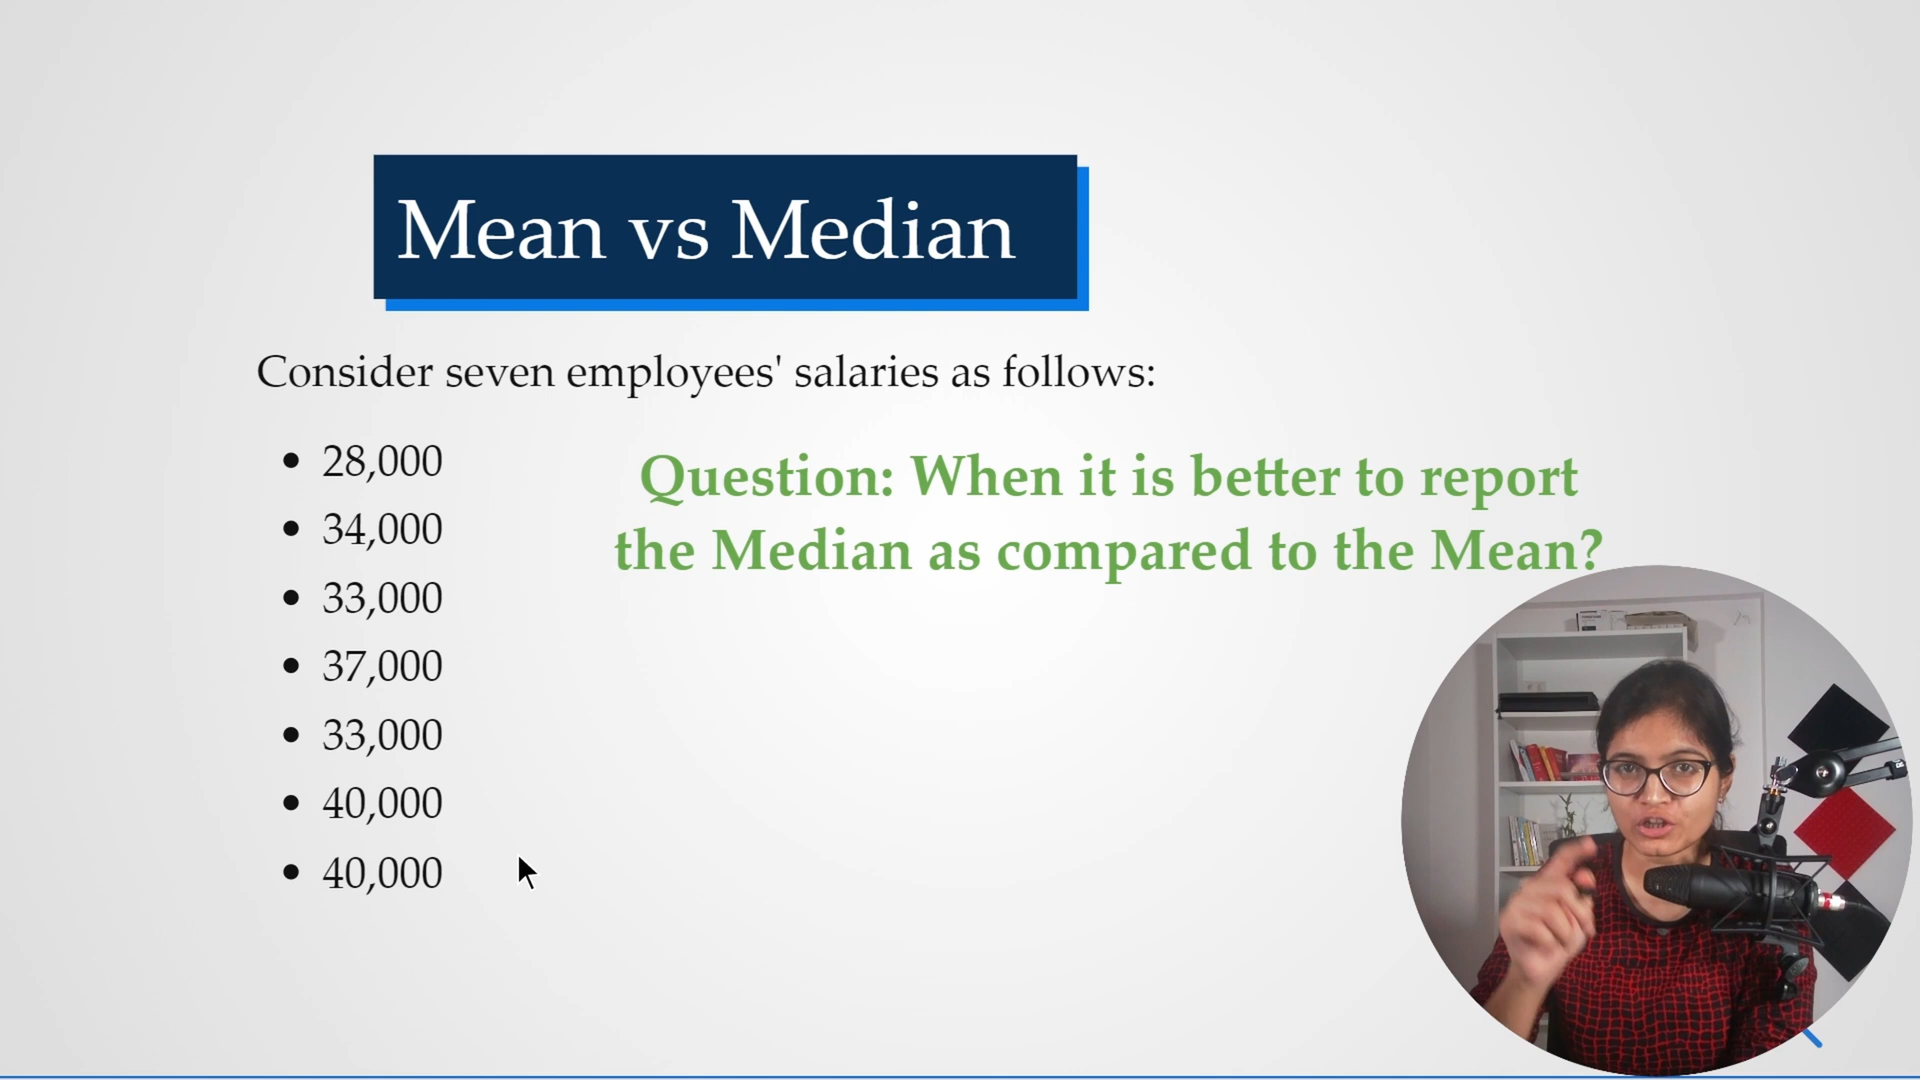 Mean vs Median
Consider seven employees' salaries as follows:
• 28,000
• 34,000
• 33,000
• 37,000
• 33,000
• 40,000
• 40,000
Question: When it is better to report
the Median as compared to the Mean?